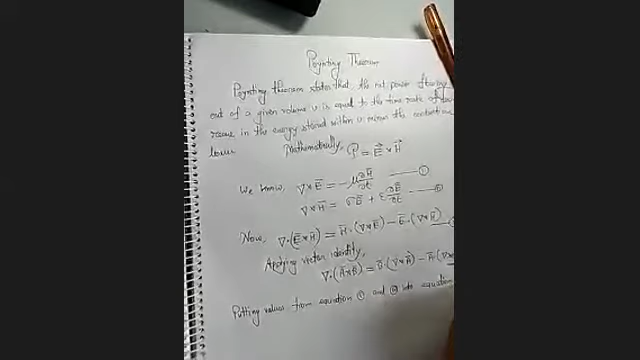 Poynting Theorem
Poynting theorem states that the net power flowing
out of a given volume v is equal to the time rate of dec
rease in the energy stored within v minus the conduction
losses
Mathematically, P = E⃗ × H⃗
We know, ∇×E̅ = -μ ∂H̅/∂t —— ①
∇×H̅ = σE̅ + ε ∂E̅/∂t —— ②
Now, ∇•(E̅×H̅) = H̅•(∇×E̅) - E̅•(∇×H̅)
Applying vector identity,
∇•(A̅×B̅) = B̅•(∇×A̅) - A̅•(∇×
Putting values from equation ① and ② into equation